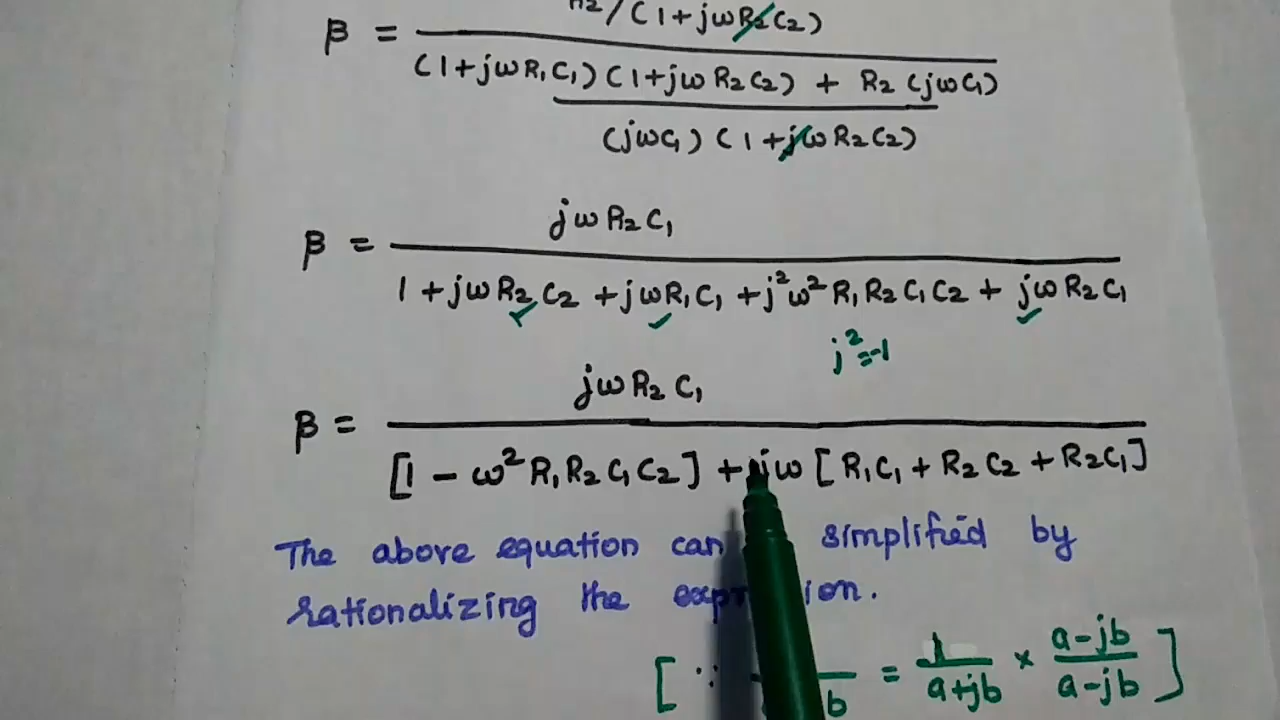 R2/(1+jωR2C2)
β =
(1+jωR1C1)(1+jωR2C2) + R2(jωC1)
(jωC1)(1+jωR2C2)
jωR2C1
β =
1 + jωR2C2 + jωR1C1 + j²ω²R1R2C1C2 + jωR2C1
j²=-1
jωR2C1
β =
[1 - ω²R1R2C1C2] + jω[R1C1 + R2C2 + R2C1]
The above equation can simplified by
rationalizing the expression.
[∵ b = 1/a+jb × a-jb/a-jb]